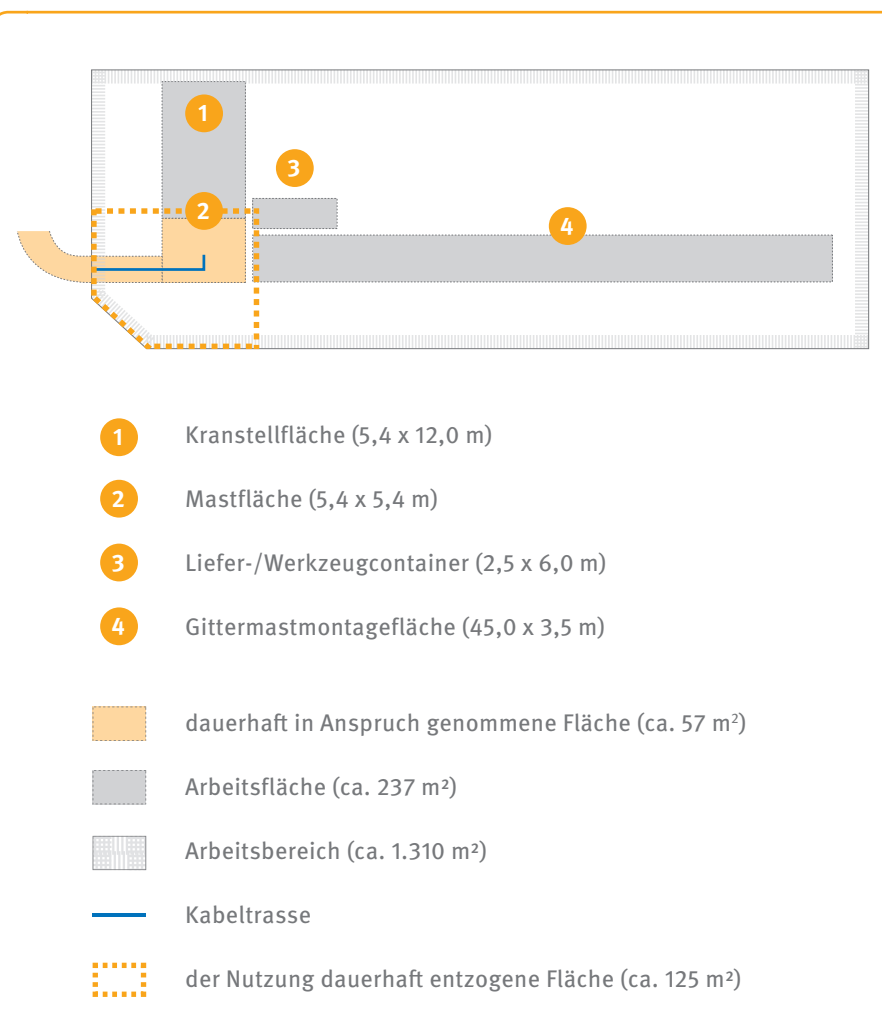 1
3
2
4
1 Kranstellfläche (5,4 x 12,0 m)
2 Mastfläche (5,4 x 5,4 m)
3 Liefer-/Werkzeugcontainer (2,5 x 6,0 m)
4 Gittermastmontagefläche (45,0 x 3,5 m)
dauerhaft in Anspruch genommene Fläche (ca. 57 m²)
Arbeitsfläche (ca. 237 m²)
Arbeitsbereich (ca. 1.310 m²)
Kabeltrasse
der Nutzung dauerhaft entzogene Fläche (ca. 125 m²)